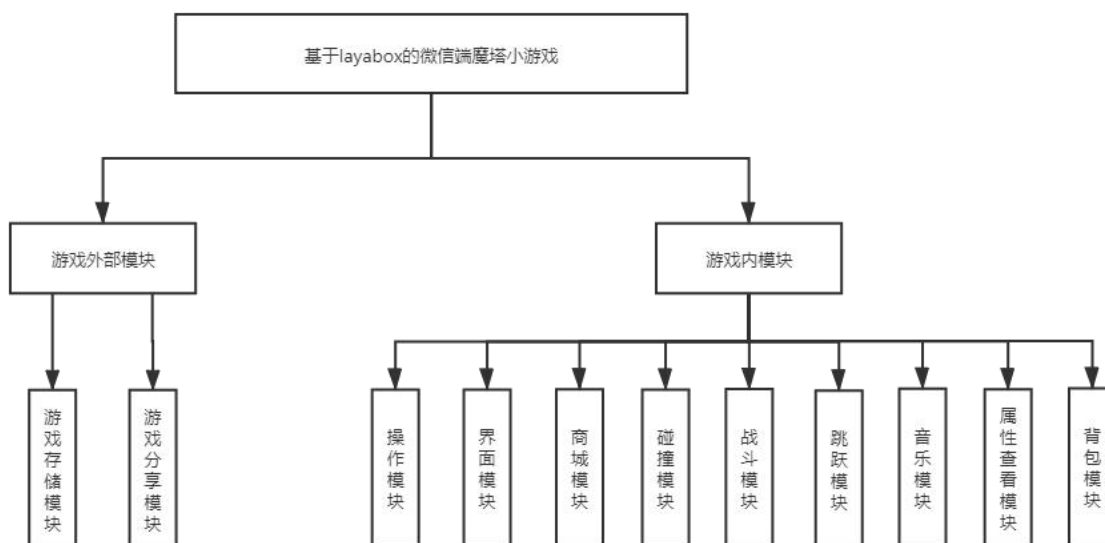 基于layabox的微信端魔塔小游戏
游戏外部模块
游戏内模块
游戏存储模块
游戏分享模块
操作模块
界面模块
商城模块
碰撞模块
战斗模块
跳跃模块
音乐模块
属性查看模块
背包模块